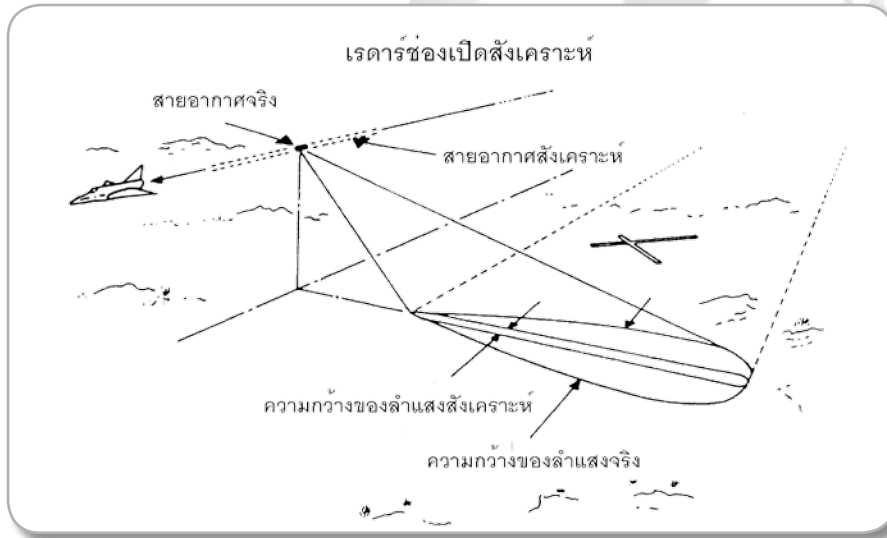 เรดาร์ช่องเปิดสังเคราะห์
สายอากาศจริง
สายอากาศสังเคราะห์
ความกว้างของลำแสงสังเคราะห์
ความกว้างของลำแสงจริง